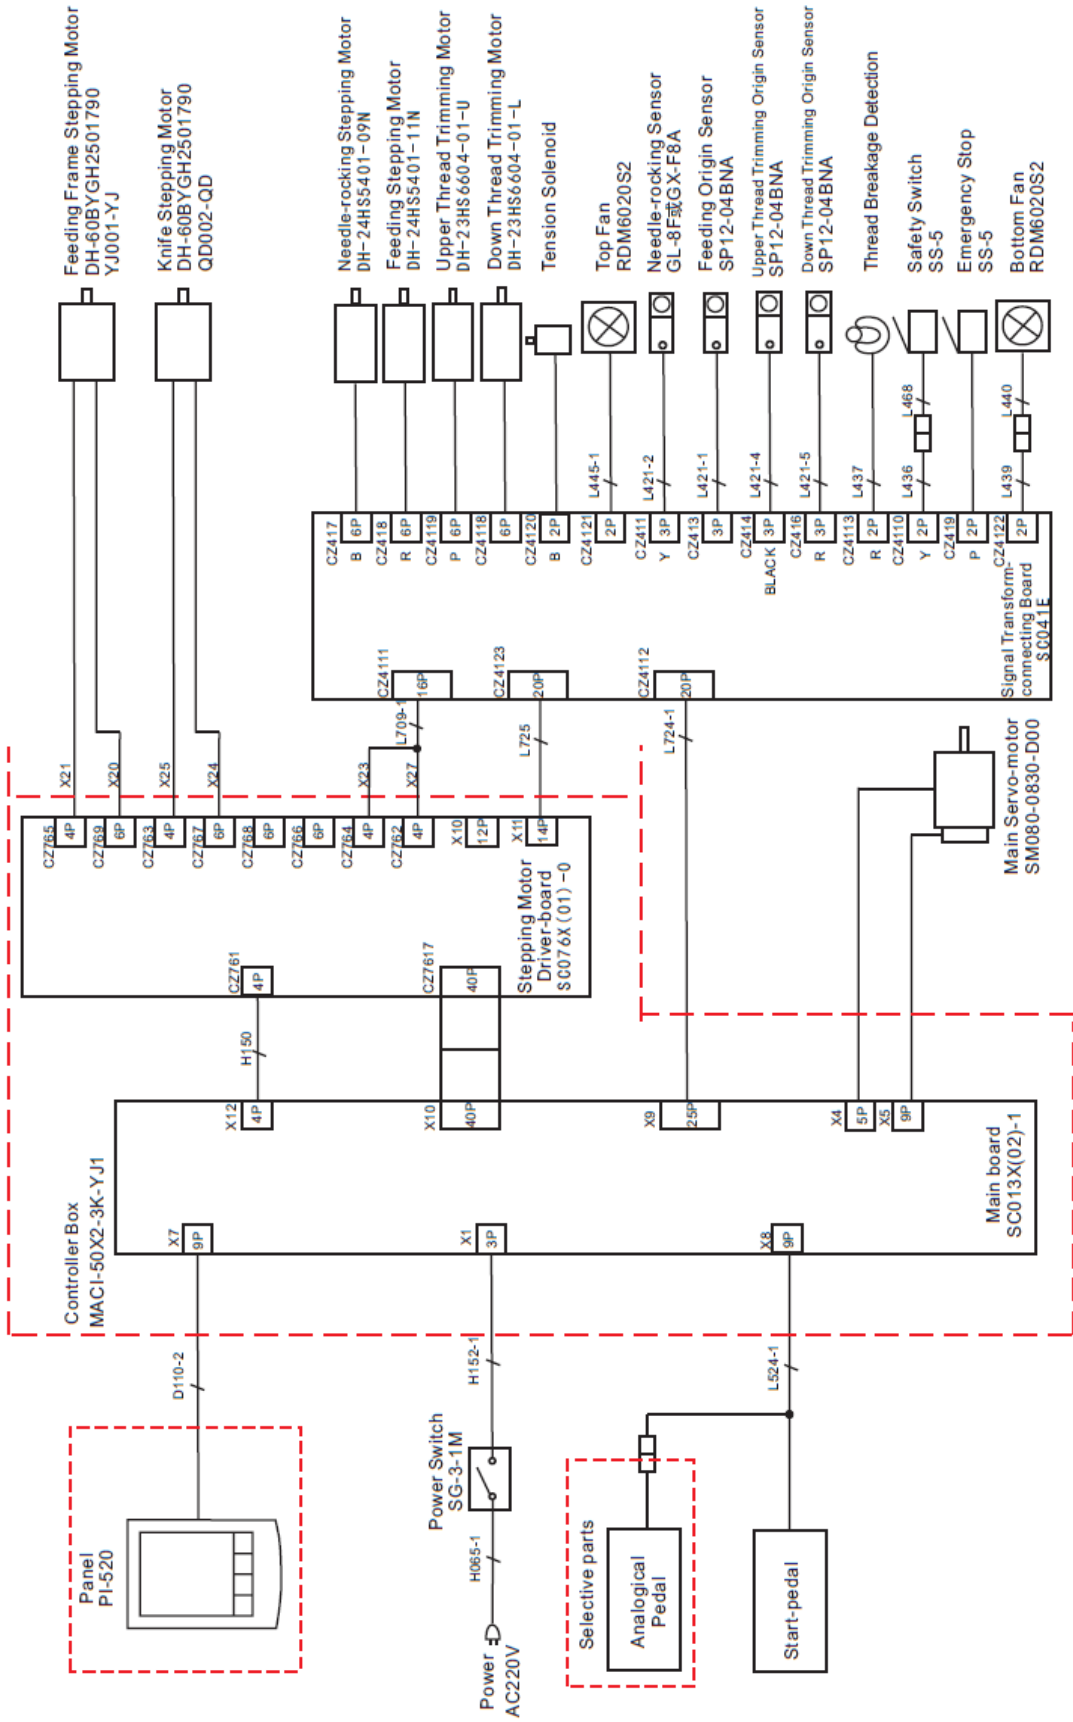 Panel
PI-520
D110-2
Power
AC220V
H065-1
Power Switch
SG-3-1M
H152-1
Selective parts
Analogical
Pedal
Start-pedal
L524-1
Controller Box
MACI-50X2-3K-YJ1
X7
9P
X1
3P
X8
9P
X12
4P
X10
40P
X9
25P
X4
5P
X5
9P
Main board
SC013X(02)-1
H150
CZ761
4P
CZ7617
40P
Stepping Motor
Driver-board
SC076X(01)-0
CZ765
4P
CZ769
6P
CZ763
4P
CZ767
6P
CZ768
6P
CZ766
6P
CZ764
4P
CZ762
4P
X10
12P
X11
14P
X21
X20
X25
X24
X23
X27
L709-1
L725
L724-1
Main Servo-motor
SM080-0830-D00
CZ4111
16P
CZ4123
20P
CZ4112
20P
Signal Transform-
connecting Board
SC041E
CZ417
B 6P
CZ418
R 6P
CZ4119
P 6P
CZ4118
6P
CZ4120
B 2P
CZ4121
2P
CZ411
Y 3P
CZ413
3P
CZ414
BLACK 3P
CZ416
R 3P
CZ4113
R 2P
CZ4110
Y 2P
CZ419
P 2P
CZ4122
2P
L445-1
L421-2
L421-1
L421-4
L421-5
L437
L436
L468
L439
L440
Feeding Frame Stepping Motor
DH-60BYGH2501790
YJ001-YJ
Knife Stepping Motor
DH-60BYGH2501790
QD002-QD
Needle-rocking Stepping Motor
DH-24HS5401-09N
Feeding Stepping Motor
DH-24HS5401-11N
Upper Thread Trimming Motor
DH-23HS6604-01-U
Down Thread Trimming Motor
DH-23HS6604-01-L
Tension Solenoid
Top Fan
RDM6020S2
Needle-rocking Sensor
GL-8F或GX-F8A
Feeding Origin Sensor
SP12-04BNA
Upper Thread Trimming Origin Sensor
SP12-04BNA
Down Thread Trimming Origin Sensor
SP12-04BNA
Thread Breakage Detection
Safety Switch
SS-5
Emergency Stop
SS-5
Bottom Fan
RDM6020S2